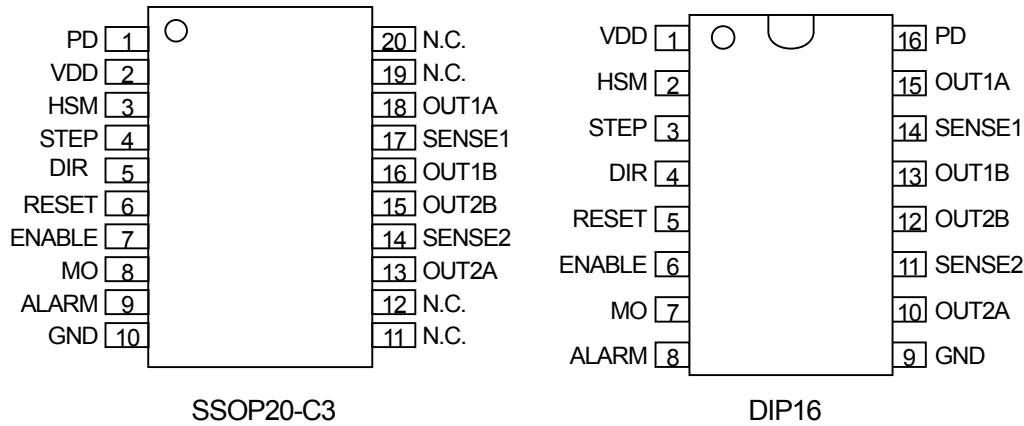 PD 1
VDD 2
HSM 3
STEP 4
DIR 5
RESET 6
ENABLE 7
MO 8
ALARM 9
GND 10
20 N.C.
19 N.C.
18 OUT1A
17 SENSE1
16 OUT1B
15 OUT2B
14 SENSE2
13 OUT2A
12 N.C.
11 N.C.
SSOP20-C3
VDD 1
HSM 2
STEP 3
DIR 4
RESET 5
ENABLE 6
MO 7
ALARM 8
16 PD
15 OUT1A
14 SENSE1
13 OUT1B
12 OUT2B
11 SENSE2
10 OUT2A
9 GND
DIP16